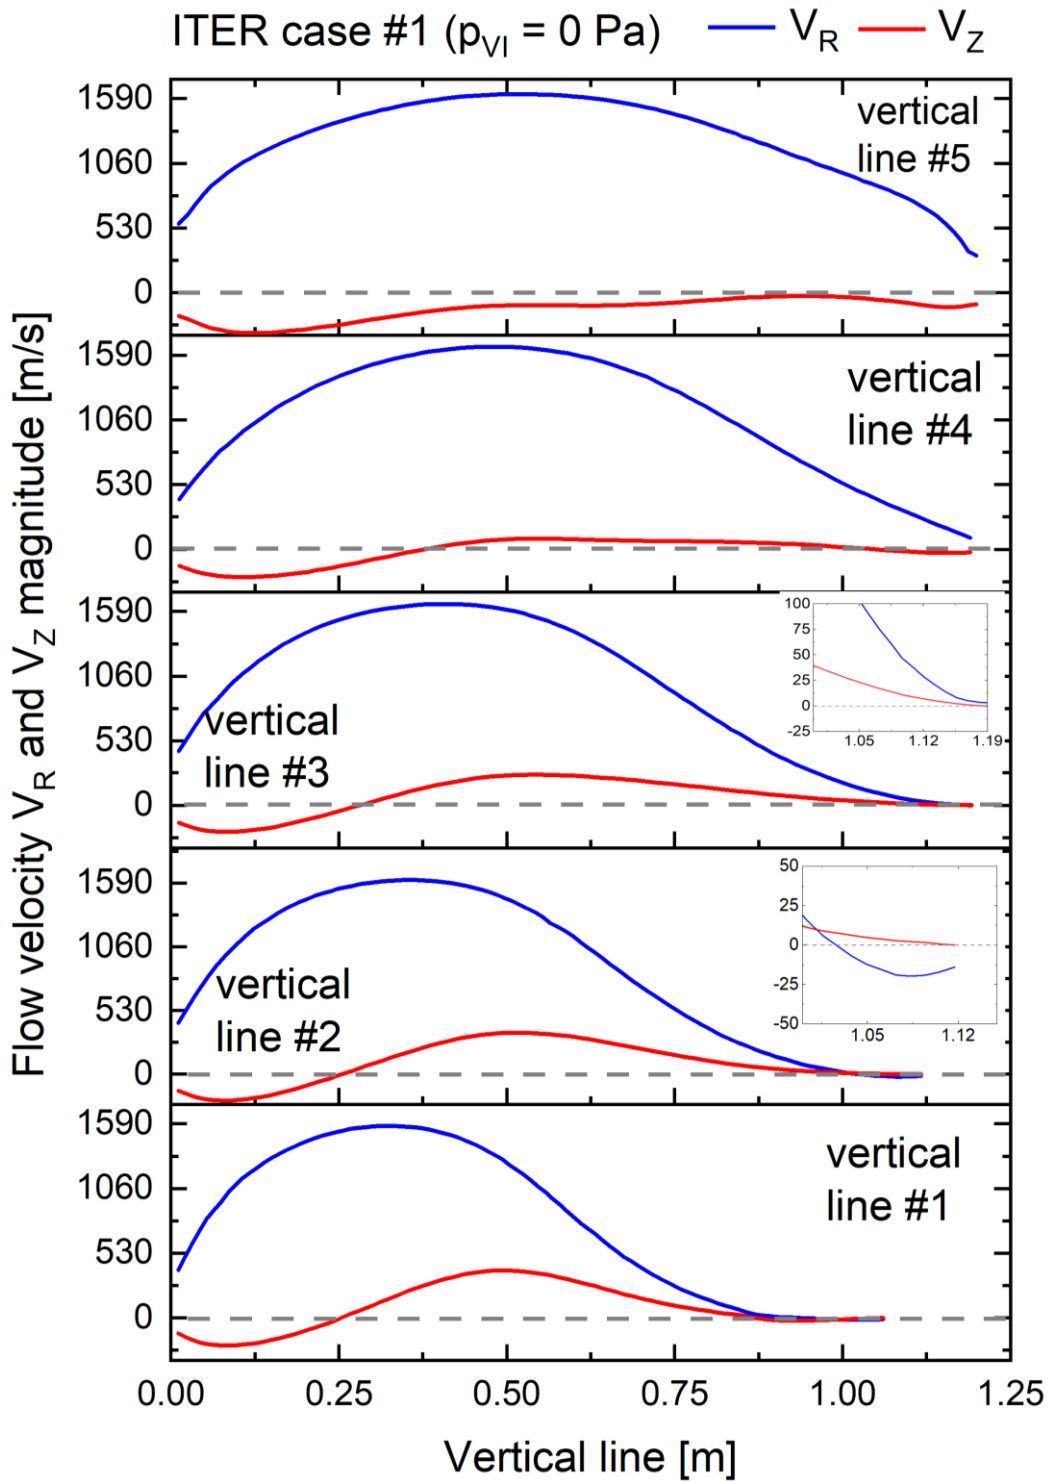 ITER case #1 (pVI = 0 Pa) VR VZ
Flow velocity VR and VZ magnitude [m/s]
1590
1060
530
0
vertical
line #5
1590
1060
530
0
vertical
line #4
1590
1060
530
0
vertical
line #3
100
75
50
25
0
-25
1.05 1.12 1.19
1590
1060
530
0
vertical
line #2
50
25
0
-25
-50
1.05 1.12
1590
1060
530
0
vertical
line #1
0.00 0.25 0.50 0.75 1.00 1.25
Vertical line [m]